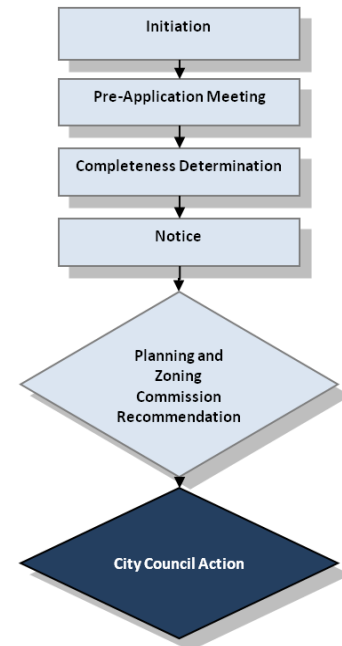 Initiation
Pre-Application Meeting
Completeness Determination
Notice
Planning and
Zoning
Commission
Recommendation
City Council Action